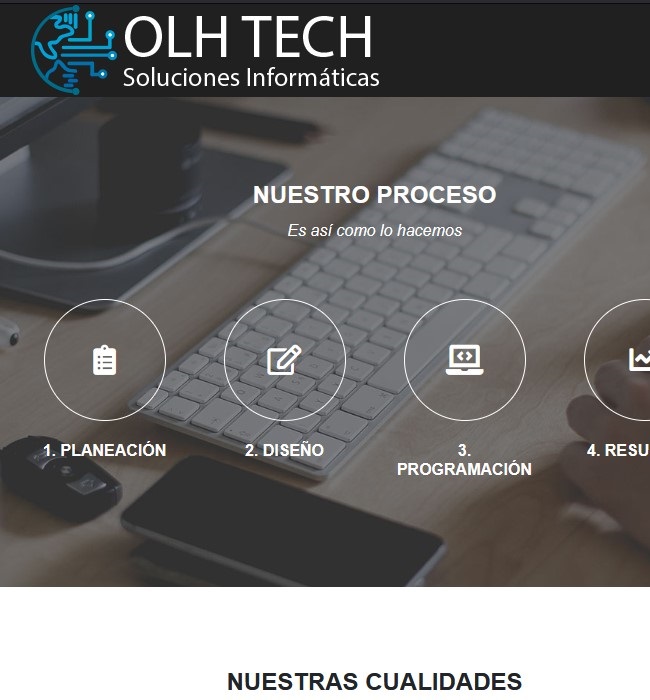 OLH TECH
Soluciones Informáticas
NUESTRO PROCESO
Es así como lo hacemos
1. PLANEACIÓN
2. DISEÑO
3.
PROGRAMACIÓN
4. RESU
NUESTRAS CUALIDADES